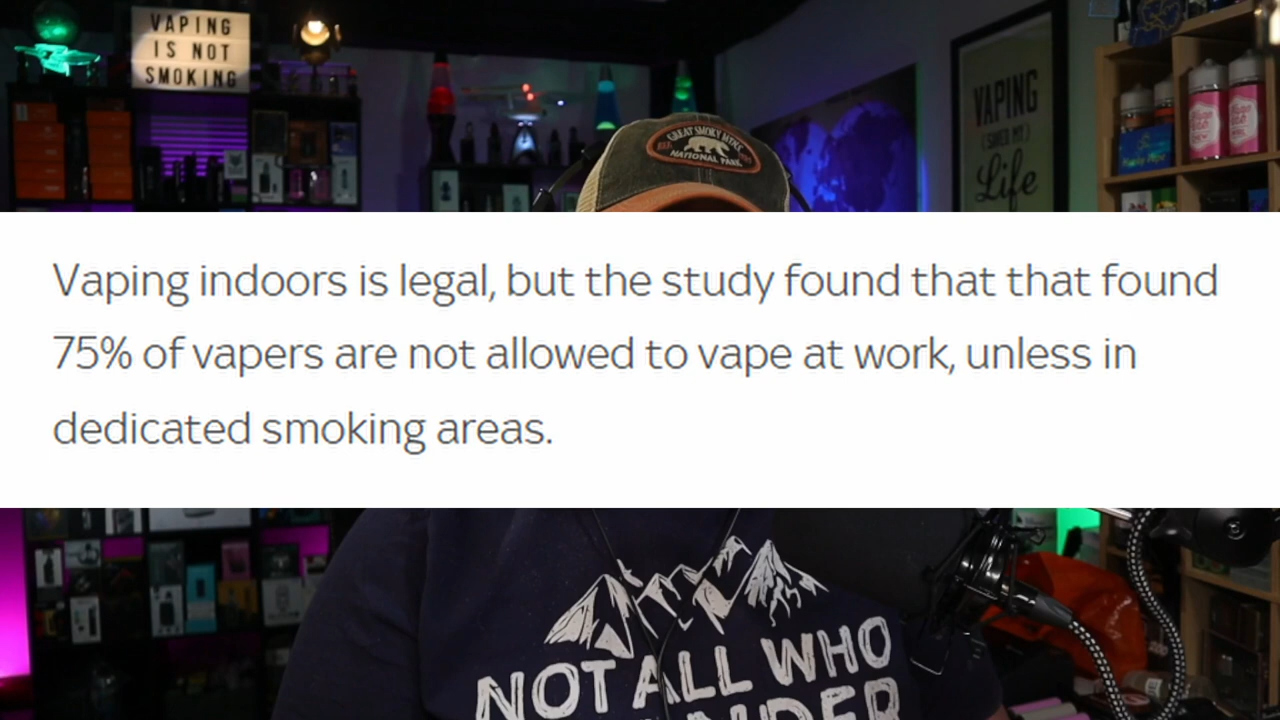 VAPING
IS NOT
SMOKING
GREAT SMOKY MTNS
NATIONAL PARK
VAPING
(SAVED MY)
Life
Vaping indoors is legal, but the study found that that found
75% of vapers are not allowed to vape at work, unless in
dedicated smoking areas.
NOT ALL WHO